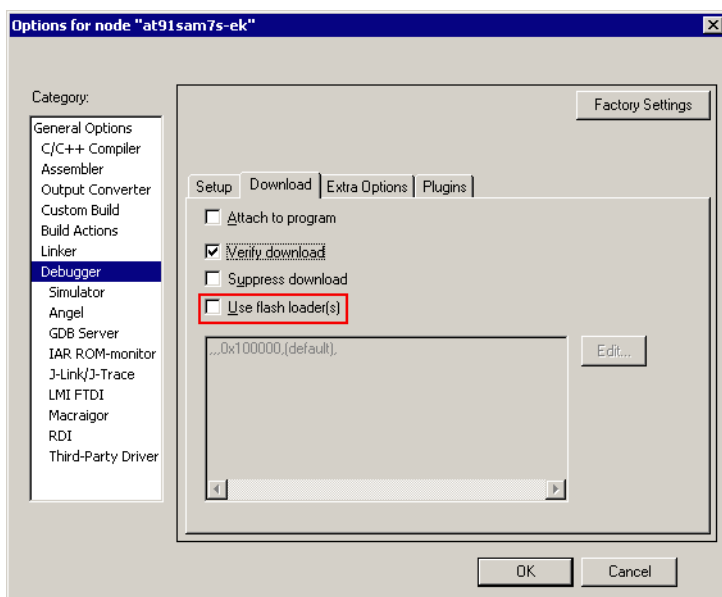 Options for node "at91sam7s-ek"
Category:
Factory Settings
General Options
C/C++ Compiler
Assembler
Output Converter
Custom Build
Build Actions
Linker
Debugger
Simulator
Angel
GDB Server
IAR ROM-monitor
J-Link/J-Trace
LMI FTDI
Macraigor
RDI
Third-Party Driver
Setup Download Extra Options Plugins
Attach to program
Verify download
Suppress download
Use flash loader(s)
,,,0x100000,(default),
Edit...
OK Cancel